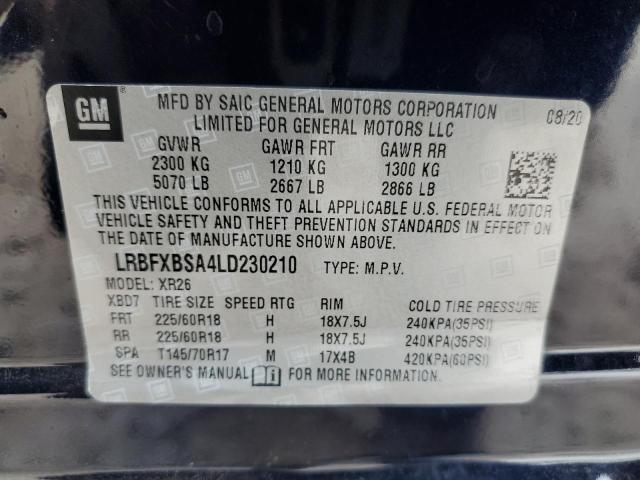 GM
MFD BY SAIC GENERAL MOTORS CORPORATION 08/20
LIMITED FOR GENERAL MOTORS LLC
GVWR GAWR FRT GAWR RR
2300 KG 1210 KG 1300 KG
5070 LB 2667 LB 2866 LB
THIS VEHICLE CONFORMS TO ALL APPLICABLE U.S. FEDERAL MOTOR
VEHICLE SAFETY AND THEFT PREVENTION STANDARDS IN EFFECT ON
THE DATE OF MANUFACTURE SHOWN ABOVE.
LRBFXBSA4LD230210 TYPE: M.P.V.
MODEL: XR26
XBD7 TIRE SIZE SPEED RTG RIM COLD TIRE PRESSURE
FRT 225/60R18 H 18X7.5J 240KPA(35PSI)
RR 225/60R18 H 18X7.5J 240KPA(35PSI)
SPA T145/70R17 M 17X4B 420KPA(60PSI)
SEE OWNER'S MANUAL FOR MORE INFORMATION.